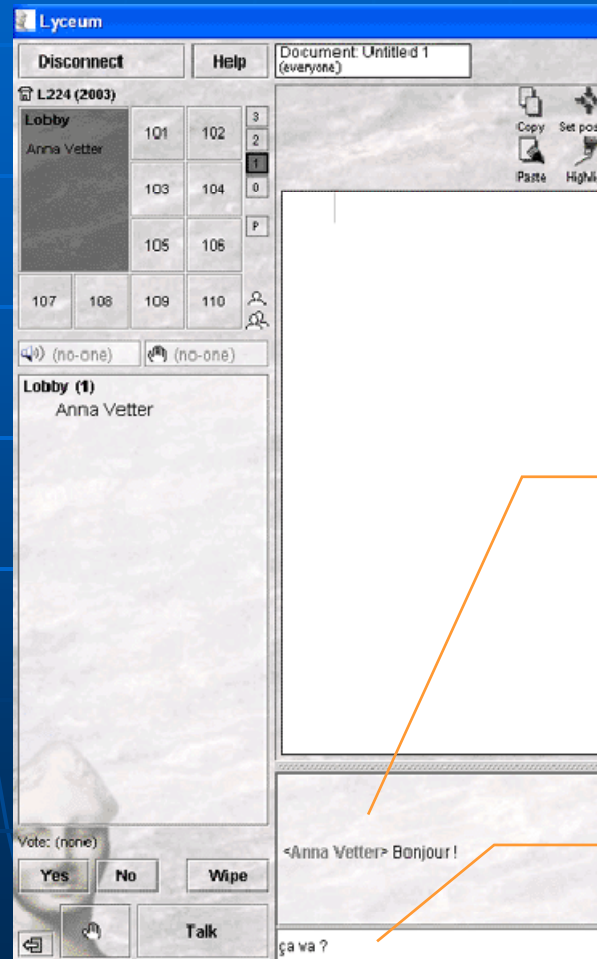 Lyceum
Disconnect
Help
Document: Untitled 1
(everyone)
L224 (2003)
Lobby
Anna Vetter
101
102
103
104
105
106
107
108
109
110
3
2
1
0
P
Copy
Paste
(no-one)
(no-one)
Lobby (1)
Anna Vetter
Vote: (none)
Yes
No
Wipe
Talk
<Anna Vetter> Bonjour !
ça va ?